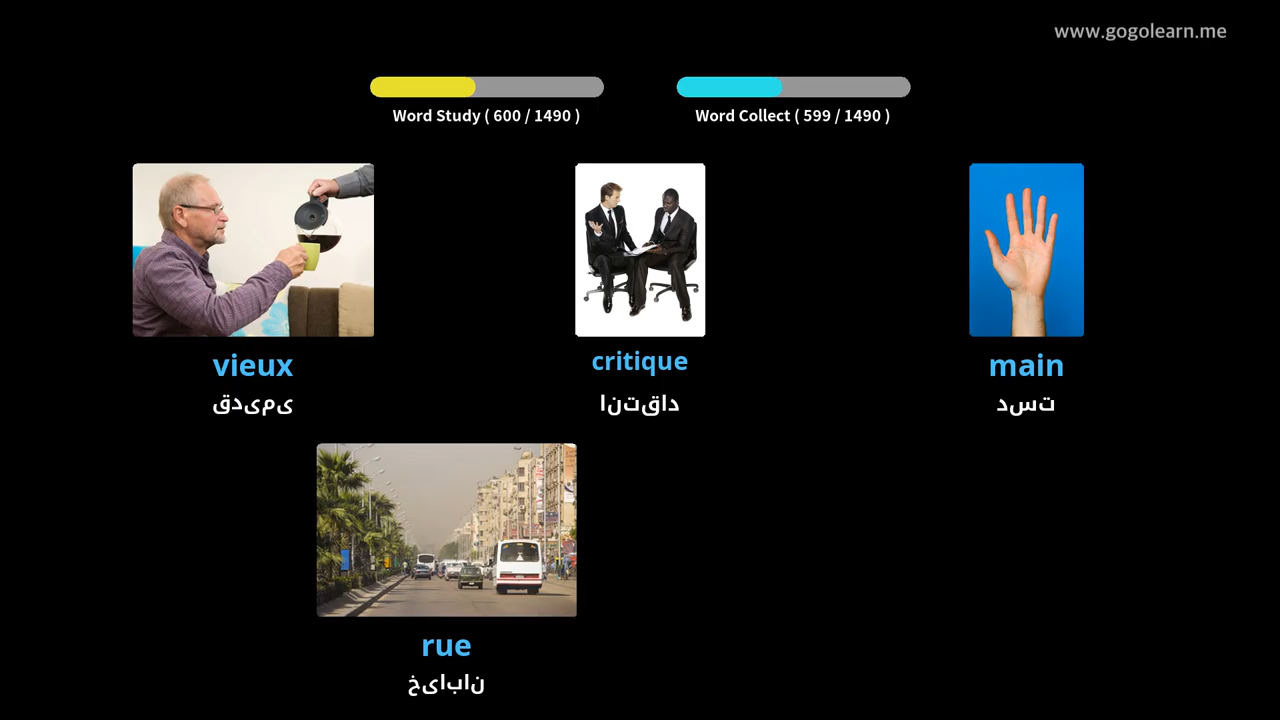 www.gogolearn.me
Word Study ( 600 / 1490 )
Word Collect ( 599 / 1490 )
vieux
قدیمی
critique
انتقاد
main
دست
rue
خیابان